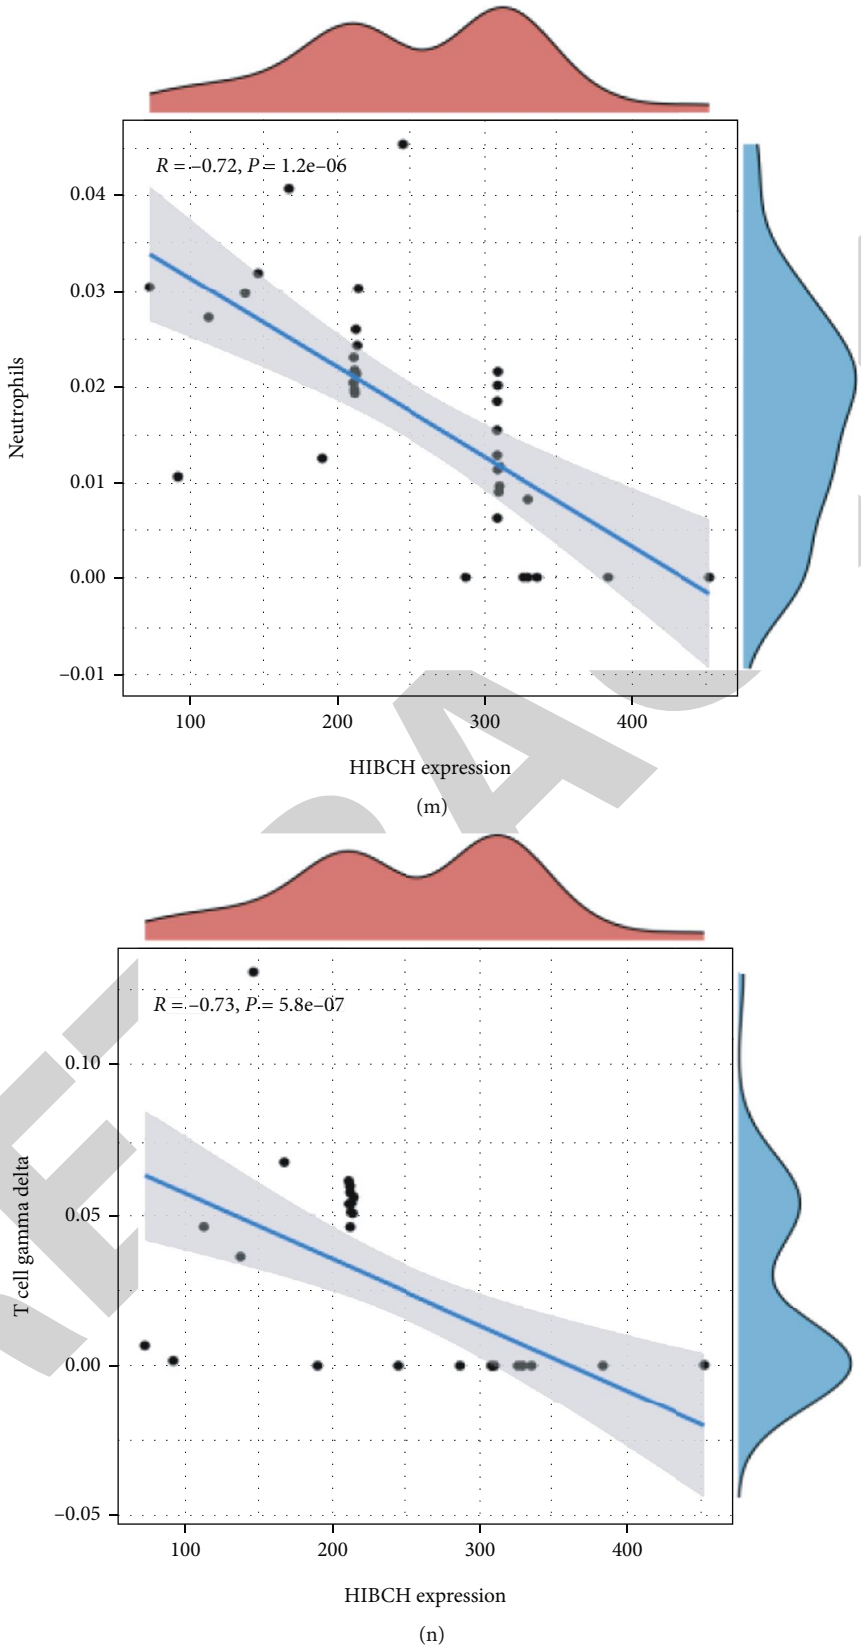 R = –0.72, P = 1.2e–06
0.04
0.03
0.02
0.01
0.00
–0.01
Neutrophils
100 200 300 400
HIBCH expression
(m)
R = –0.73, P = 5.8e–07
0.10
0.05
0.00
–0.05
T cell gamma delta
100 200 300 400
HIBCH expression
(n)